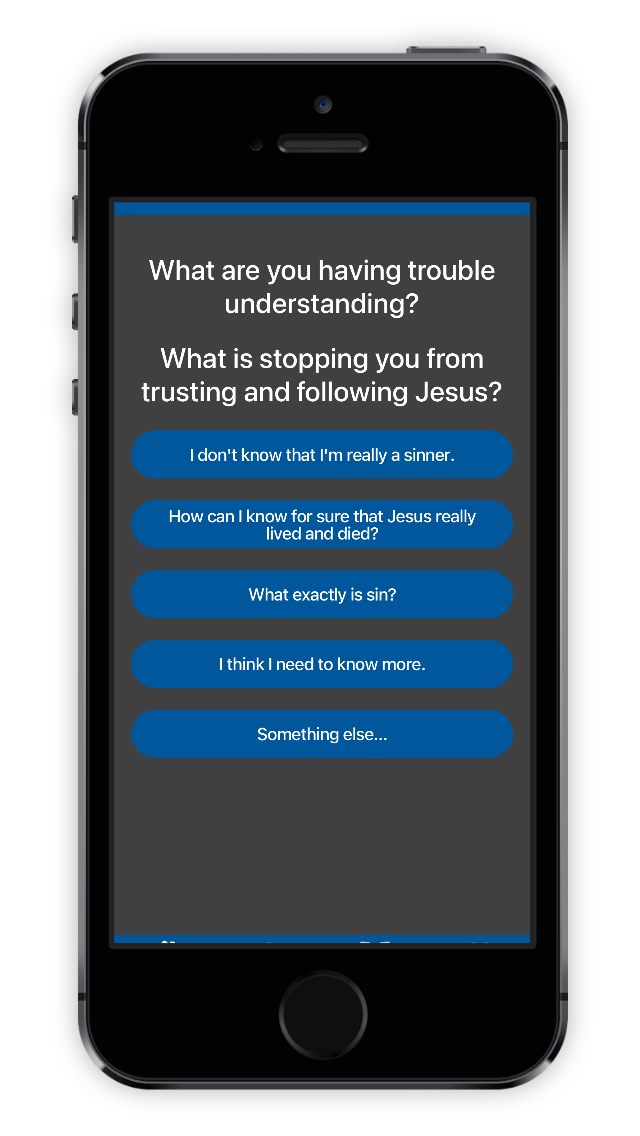 What are you having trouble
understanding?
What is stopping you from
trusting and following Jesus?
I don't know that I'm really a sinner.
How can I know for sure that Jesus really
lived and died?
What exactly is sin?
I think I need to know more.
Something else...